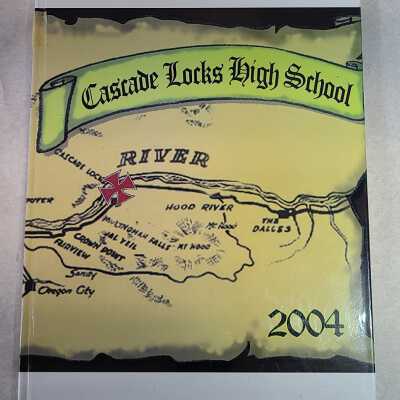 Cascade Locks High School
RIVER
CASCADE LOCKS
HOOD RIVER
THE
DALLES
MULTNOMAH FALLS
MT HOOD
CROWN POINT
FAIRVIEW
Sandy
Oregon City
2004